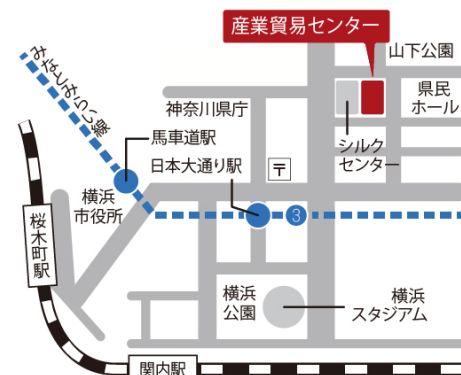 産業貿易センター
山下公園
みなとみらい線
神奈川県庁
県民
ホール
馬車道駅
シルク
センター
日本大通り駅
〒
横浜
市役所
3
桜木町駅
横浜
公園
横浜
スタジアム
関内駅